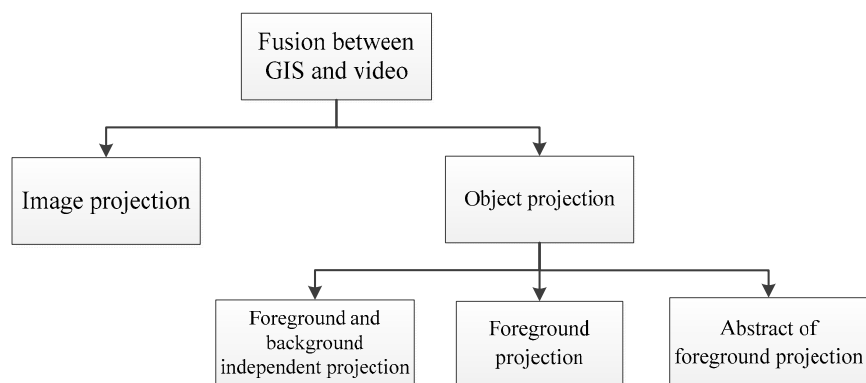 Fusion between
GIS and video
Image projection
Object projection
Foreground and
background
independent projection
Foreground
projection
Abstract of
foreground projection